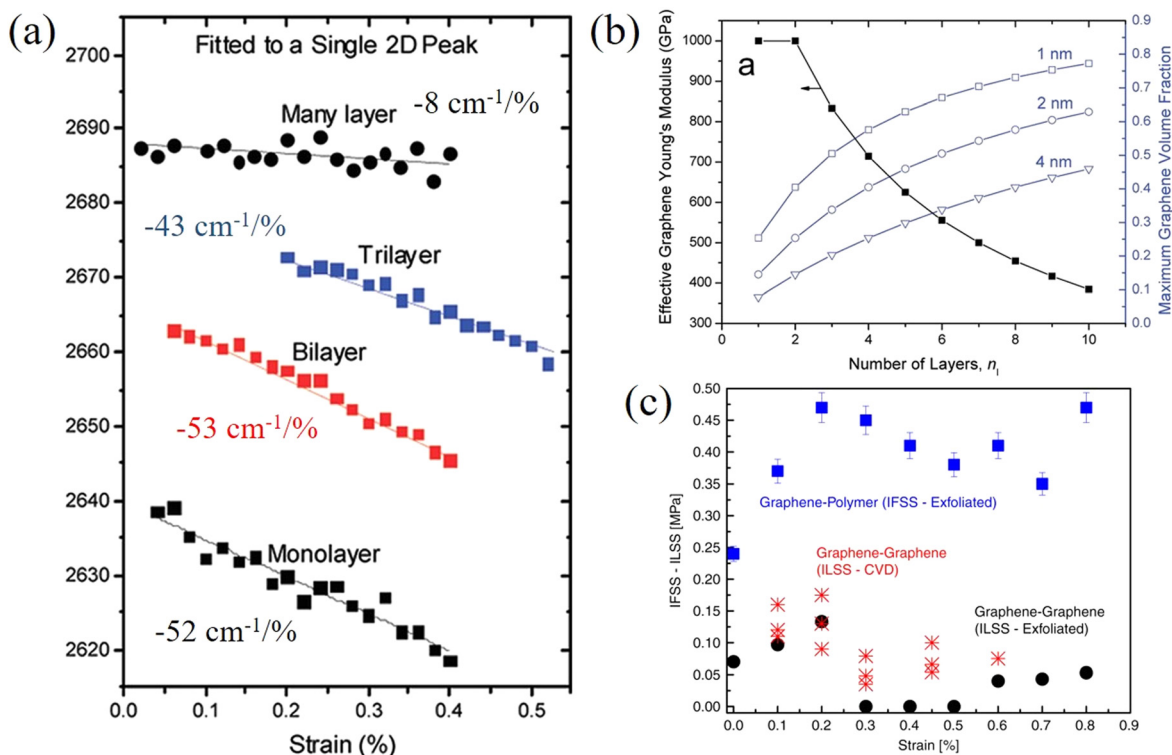 (a)
Fitted to a Single 2D Peak
2700
2690
2680
2670
2660
2650
2640
2630
2620
Many layer
-8 cm-1/%
-43 cm-1/%
Trilayer
Bilayer
-53 cm-1/%
Monolayer
-52 cm-1/%
0.0 0.1 0.2 0.3 0.4 0.5
Strain (%)
(b)
a
Effective Graphene Young's Modulus (GPa)
1000
900
800
700
600
500
400
300
1 nm
2 nm
4 nm
0.9
0.8
0.7
0.6
0.5
0.4
0.3
0.2
0.1
0.0
Maximum Graphene Volume Fraction
0 2 4 6 8 10
Number of Layers, nl
(c)
IFSS - ILSS [MPa]
0.50
0.45
0.40
0.35
0.30
0.25
0.20
0.15
0.10
0.05
0.00
Graphene-Polymer (IFSS - Exfoliated)
Graphene-Graphene
(ILSS - CVD)
Graphene-Graphene
(ILSS - Exfoliated)
0.0 0.1 0.2 0.3 0.4 0.5 0.6 0.7 0.8 0.9
Strain [%]